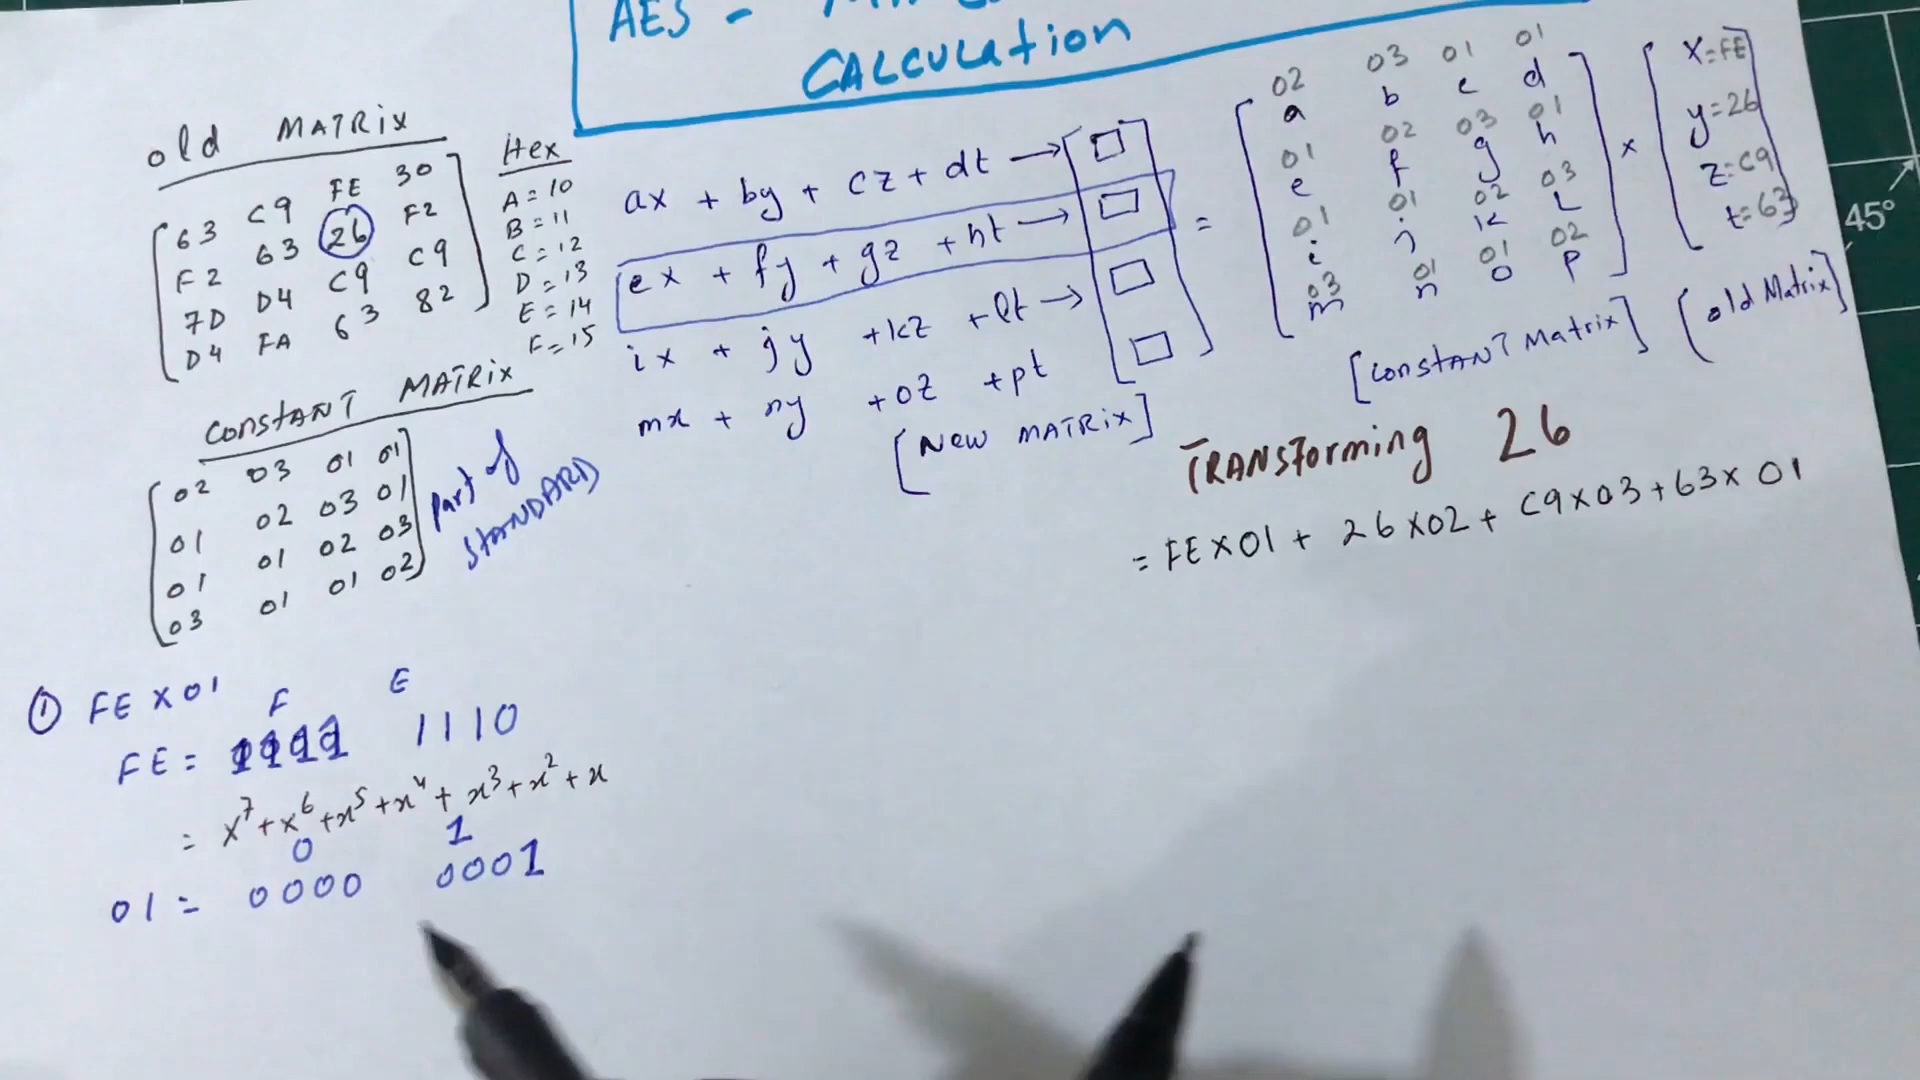 AES -
CALCULATION
old MATRIX
63 C9 FE 30
F2 63 26 F2
7D D4 C9 C9
D4 FA 63 82
Hex
A = 10
B = 11
C = 12
D = 13
E = 14
F = 15
CONSTANT MATRIX
02 03 01 01
01 02 03 01
01 01 02 03
03 01 01 02
part of
STANDARD
ax + by + cz + dt →
ex + fy + gz + ht →
ix + jy + kz + lt →
mx + ny + oz + pt
[NEW MATRIX]
=
02 03 01 01
a b c d
01 02 03 01
e f g h
01 01 02 03
i j k L
03 01 01 02
m n o p
×
X=FE
y=26
z=C9
t=63
[CONSTANT Matrix] [old Matrix]
45°
TRANSforming 26
= FE×01 + 26×02 + C9×03 + 63×01
① FE×01
F E
FE = 1111 1110
= x⁷+x⁶+x⁵+x⁴+x³+x²+x
0 1
01 = 0000 0001